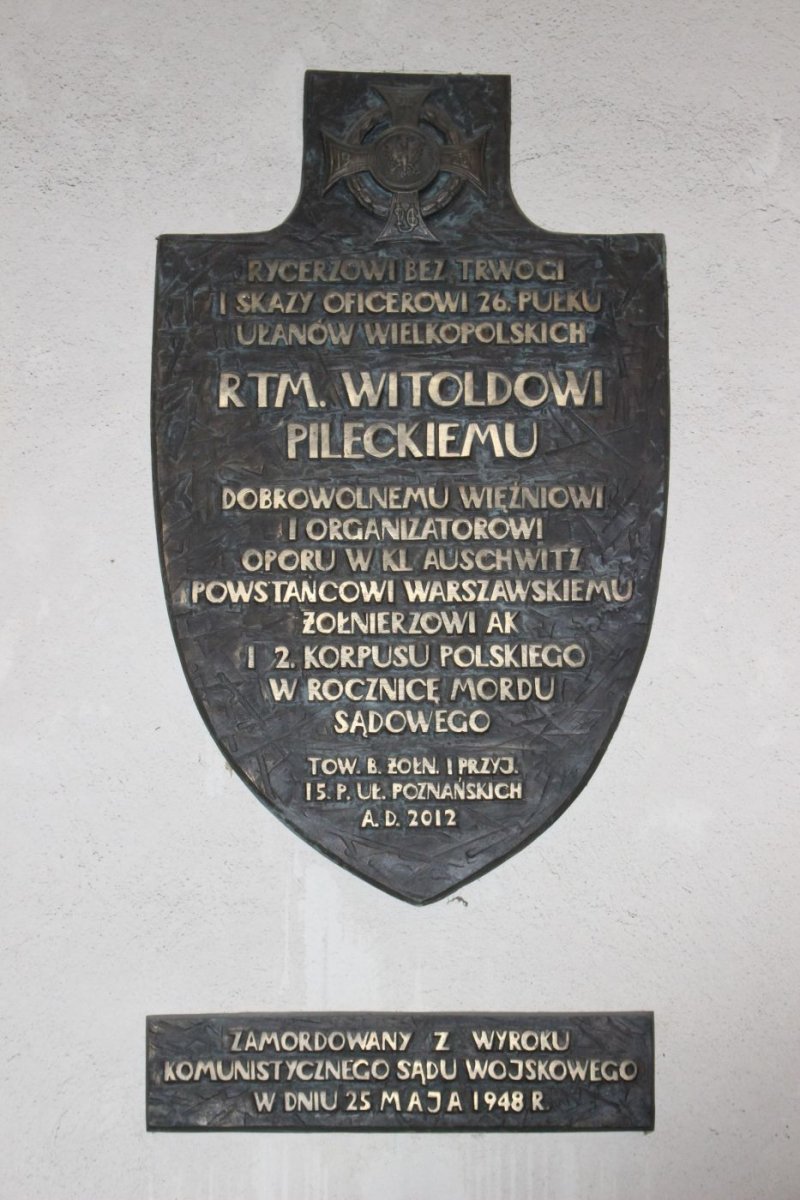 RYCERZOWI BEZ TRWOGI
I SKAZY OFICEROWI 26. PUŁKU
UŁANÓW WIELKOPOLSKICH
RTM. WITOLDOWI
PILECKIEMU
DOBROWOLNEMU WIĘŹNIOWI
I ORGANIZATOROWI
OPORU W KL AUSCHWITZ
POWSTAŃCOWI WARSZAWSKIEMU
ŻOŁNIERZOWI AK
I 2. KORPUSU POLSKIEGO
W ROCZNICĘ MORDU
SĄDOWEGO
TOW. B. ŻOŁN. I PRZYJ.
15. P. UŁ. POZNAŃSKICH
A. D. 2012
ZAMORDOWANY Z WYROKU
KOMUNISTYCZNEGO SĄDU WOJSKOWEGO
W DNIU 25 MAJA 1948 R.